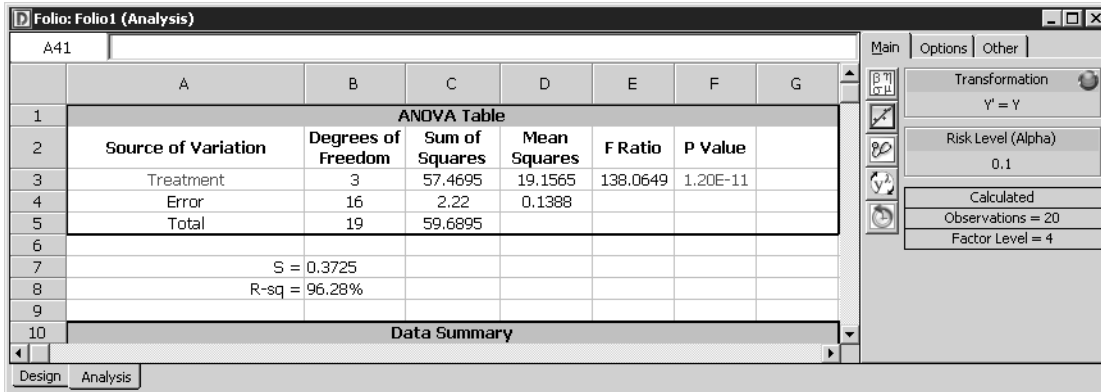 Folio: Folio1 (Analysis)
A41
Main Options Other
A B C D E F G
1 ANOVA Table
2 Source of Variation Degrees of Freedom Sum of Squares Mean Squares F Ratio P Value
3 Treatment 3 57.4695 19.1565 138.0649 1.20E-11
4 Error 16 2.22 0.1388
5 Total 19 59.6895
6
7 S = 0.3725
8 R-sq = 96.28%
9
10 Data Summary
Design Analysis
β η
σ μ
Transformation
Y' = Y
Risk Level (Alpha)
0.1
Calculated
Observations = 20
Factor Level = 4